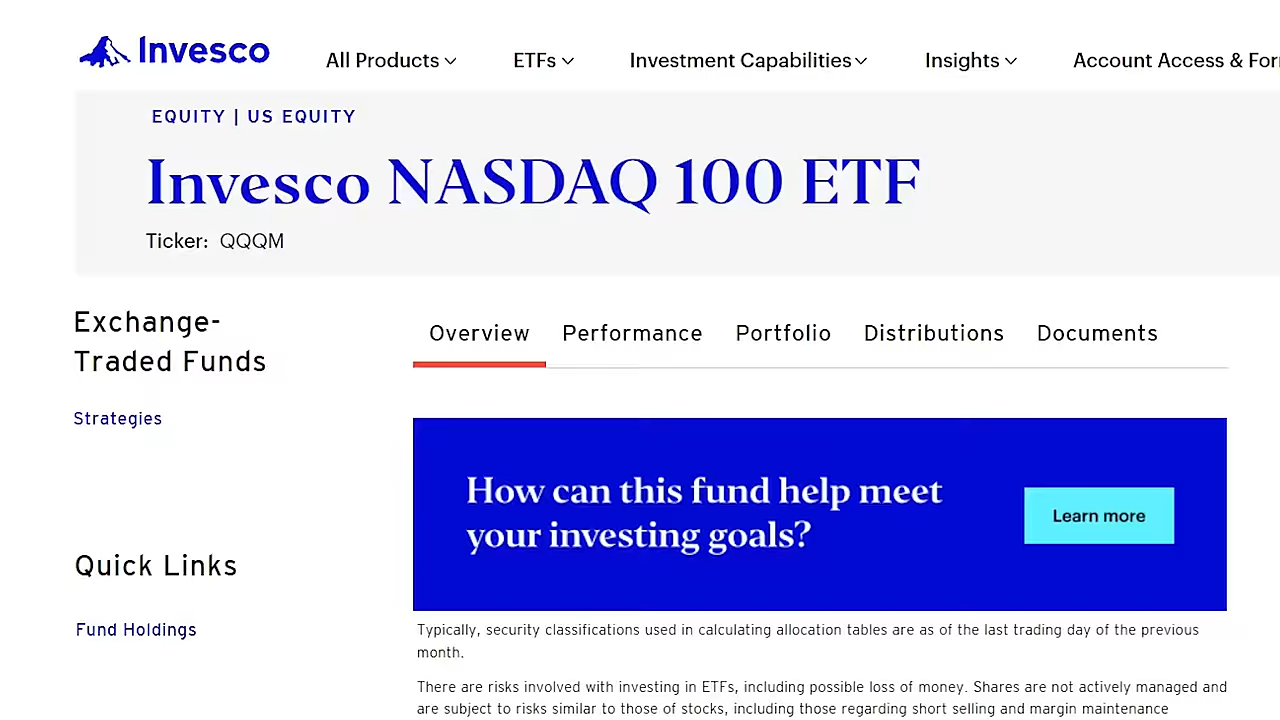 Invesco
All Products
ETFs
Investment Capabilities
Insights
Account Access & For
EQUITY | US EQUITY
Invesco NASDAQ 100 ETF
Ticker: QQQM
Exchange-
Traded Funds
Strategies
Quick Links
Fund Holdings
Overview
Performance
Portfolio
Distributions
Documents
How can this fund help meet
your investing goals?
Learn more
Typically, security classifications used in calculating allocation tables are as of the last trading day of the previous
month.
There are risks involved with investing in ETFs, including possible loss of money. Shares are not actively managed and
are subject to risks similar to those of stocks, including those regarding short selling and margin maintenance